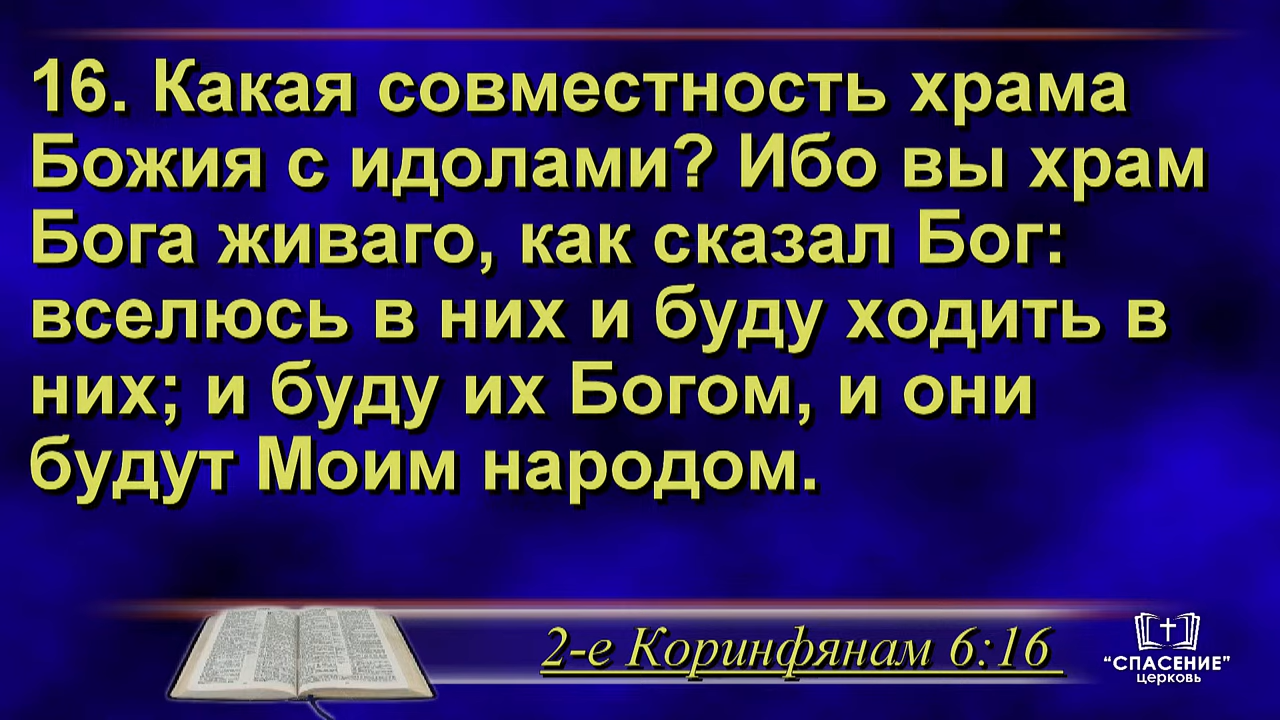 16. Какая совместность храма
Божия с идолами? Ибо вы храм
Бога живаго, как сказал Бог:
вселюсь в них и буду ходить в
них; и буду их Богом, и они
будут Моим народом.
2-е Коринфянам 6:16
“СПАСЕНИЕ”
церковь